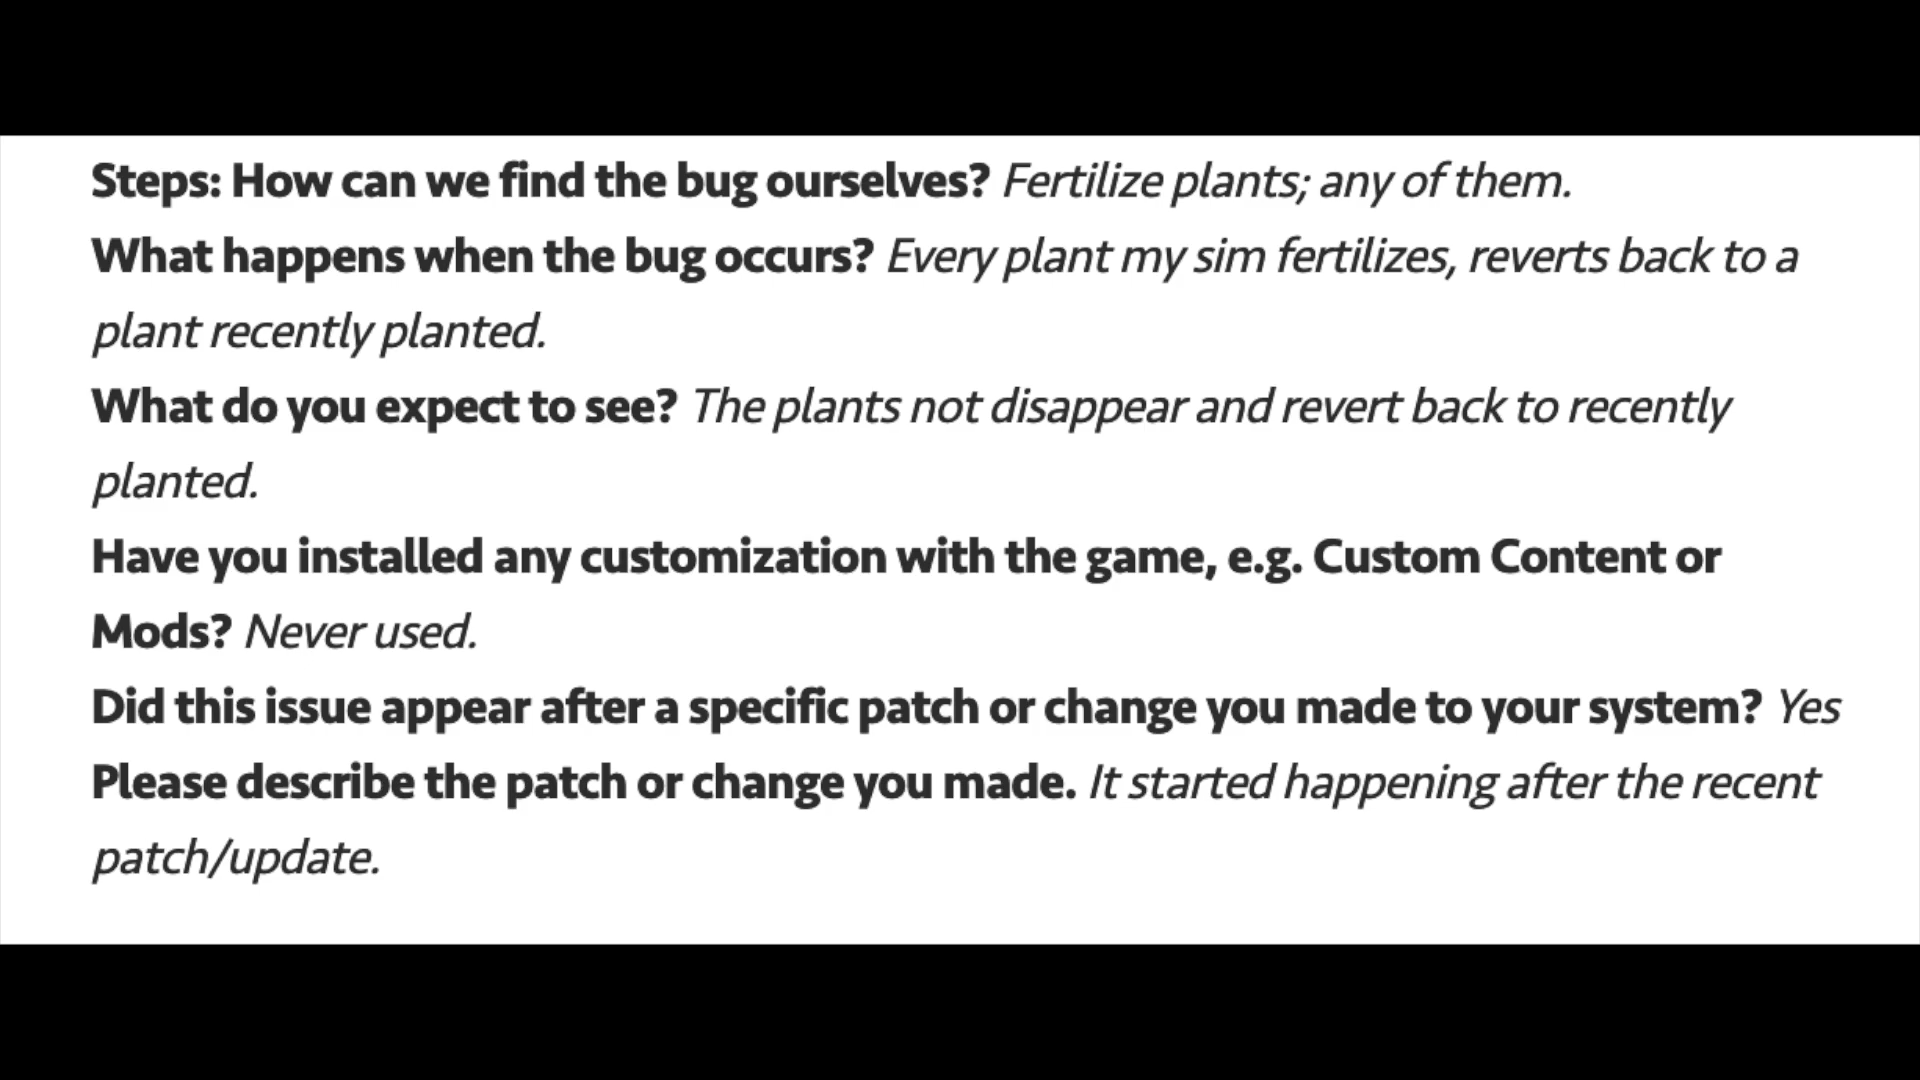 Steps: How can we find the bug ourselves? Fertilize plants; any of them.
What happens when the bug occurs? Every plant my sim fertilizes, reverts back to a
plant recently planted.
What do you expect to see? The plants not disappear and revert back to recently
planted.
Have you installed any customization with the game, e.g. Custom Content or
Mods? Never used.
Did this issue appear after a specific patch or change you made to your system? Yes
Please describe the patch or change you made. It started happening after the recent
patch/update.